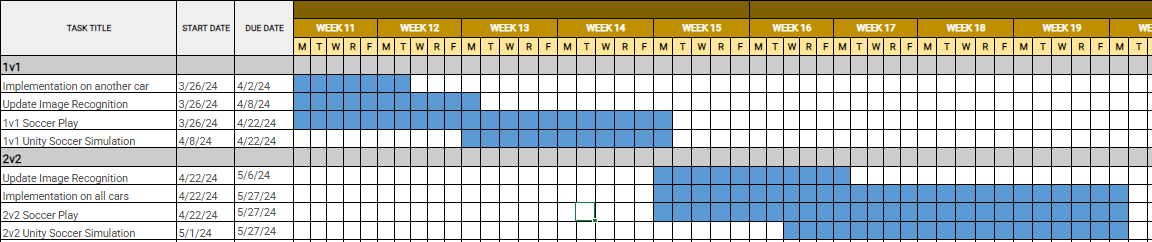 TASK TITLE START DATE DUE DATE WEEK 11 WEEK 12 WEEK 13 WEEK 14 WEEK 15 WEEK 16 WEEK 17 WEEK 18 WEEK 19 WE
M T W R F M T W R F M T W R F M T W R F M T W R F M T W R F M T W R F M T W R F M T W R F M T
1v1
Implementation on another car 3/26/24 4/2/24
Update Image Recognition 3/26/24 4/8/24
1v1 Soccer Play 3/26/24 4/22/24
1v1 Unity Soccer Simulation 4/8/24 4/22/24
2v2
Update Image Recognition 4/22/24 5/6/24
Implementation on all cars 4/22/24 5/27/24
2v2 Soccer Play 4/22/24 5/27/24
2v2 Unity Soccer Simulation 5/1/24 5/27/24